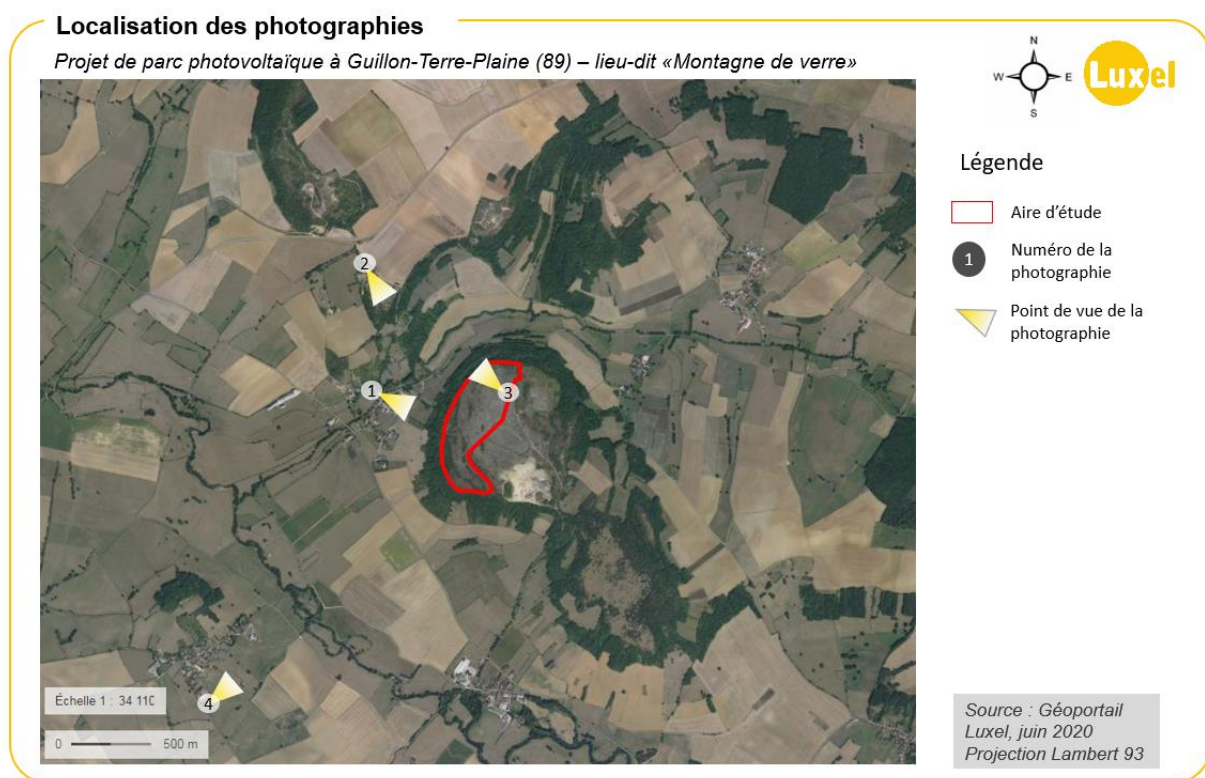 Localisation des photographies
Projet de parc photovoltaïque à Guillon-Terre-Plaine (89) – lieu-dit «Montagne de verre»
N
W
E
S
Luxel
Légende
Aire d'étude
1
Numéro de la
photographie
Point de vue de la
photographie
2
1
3
4
Échelle 1 : 34 110
0
500 m
Source : Géoportail
Luxel, juin 2020
Projection Lambert 93